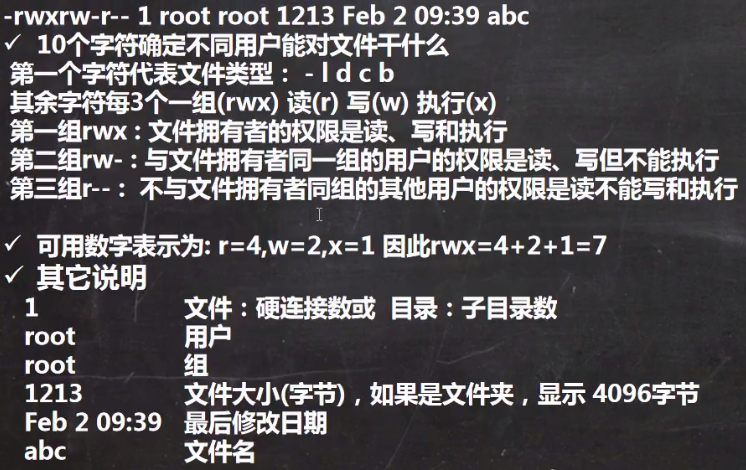 -rwxrw-r-- 1 root root 1213 Feb 2 09:39 abc
✓ 10个字符确定不同用户能对文件干什么
第一个字符代表文件类型： - l d c b
其余字符每3个一组(rwx) 读(r) 写(w) 执行(x)
第一组rwx : 文件拥有者的权限是读、写和执行
第二组rw- : 与文件拥有者同一组的用户的权限是读、写但不能执行
第三组r-- : 不与文件拥有者同组的其他用户的权限是读不能写和执行
✓ 可用数字表示为: r=4,w=2,x=1 因此rwx=4+2+1=7
✓ 其它说明
1 文件：硬连接数或 目录：子目录数
root 用户
root 组
1213 文件大小(字节)，如果是文件夹，显示 4096字节
Feb 2 09:39 最后修改日期
abc 文件名